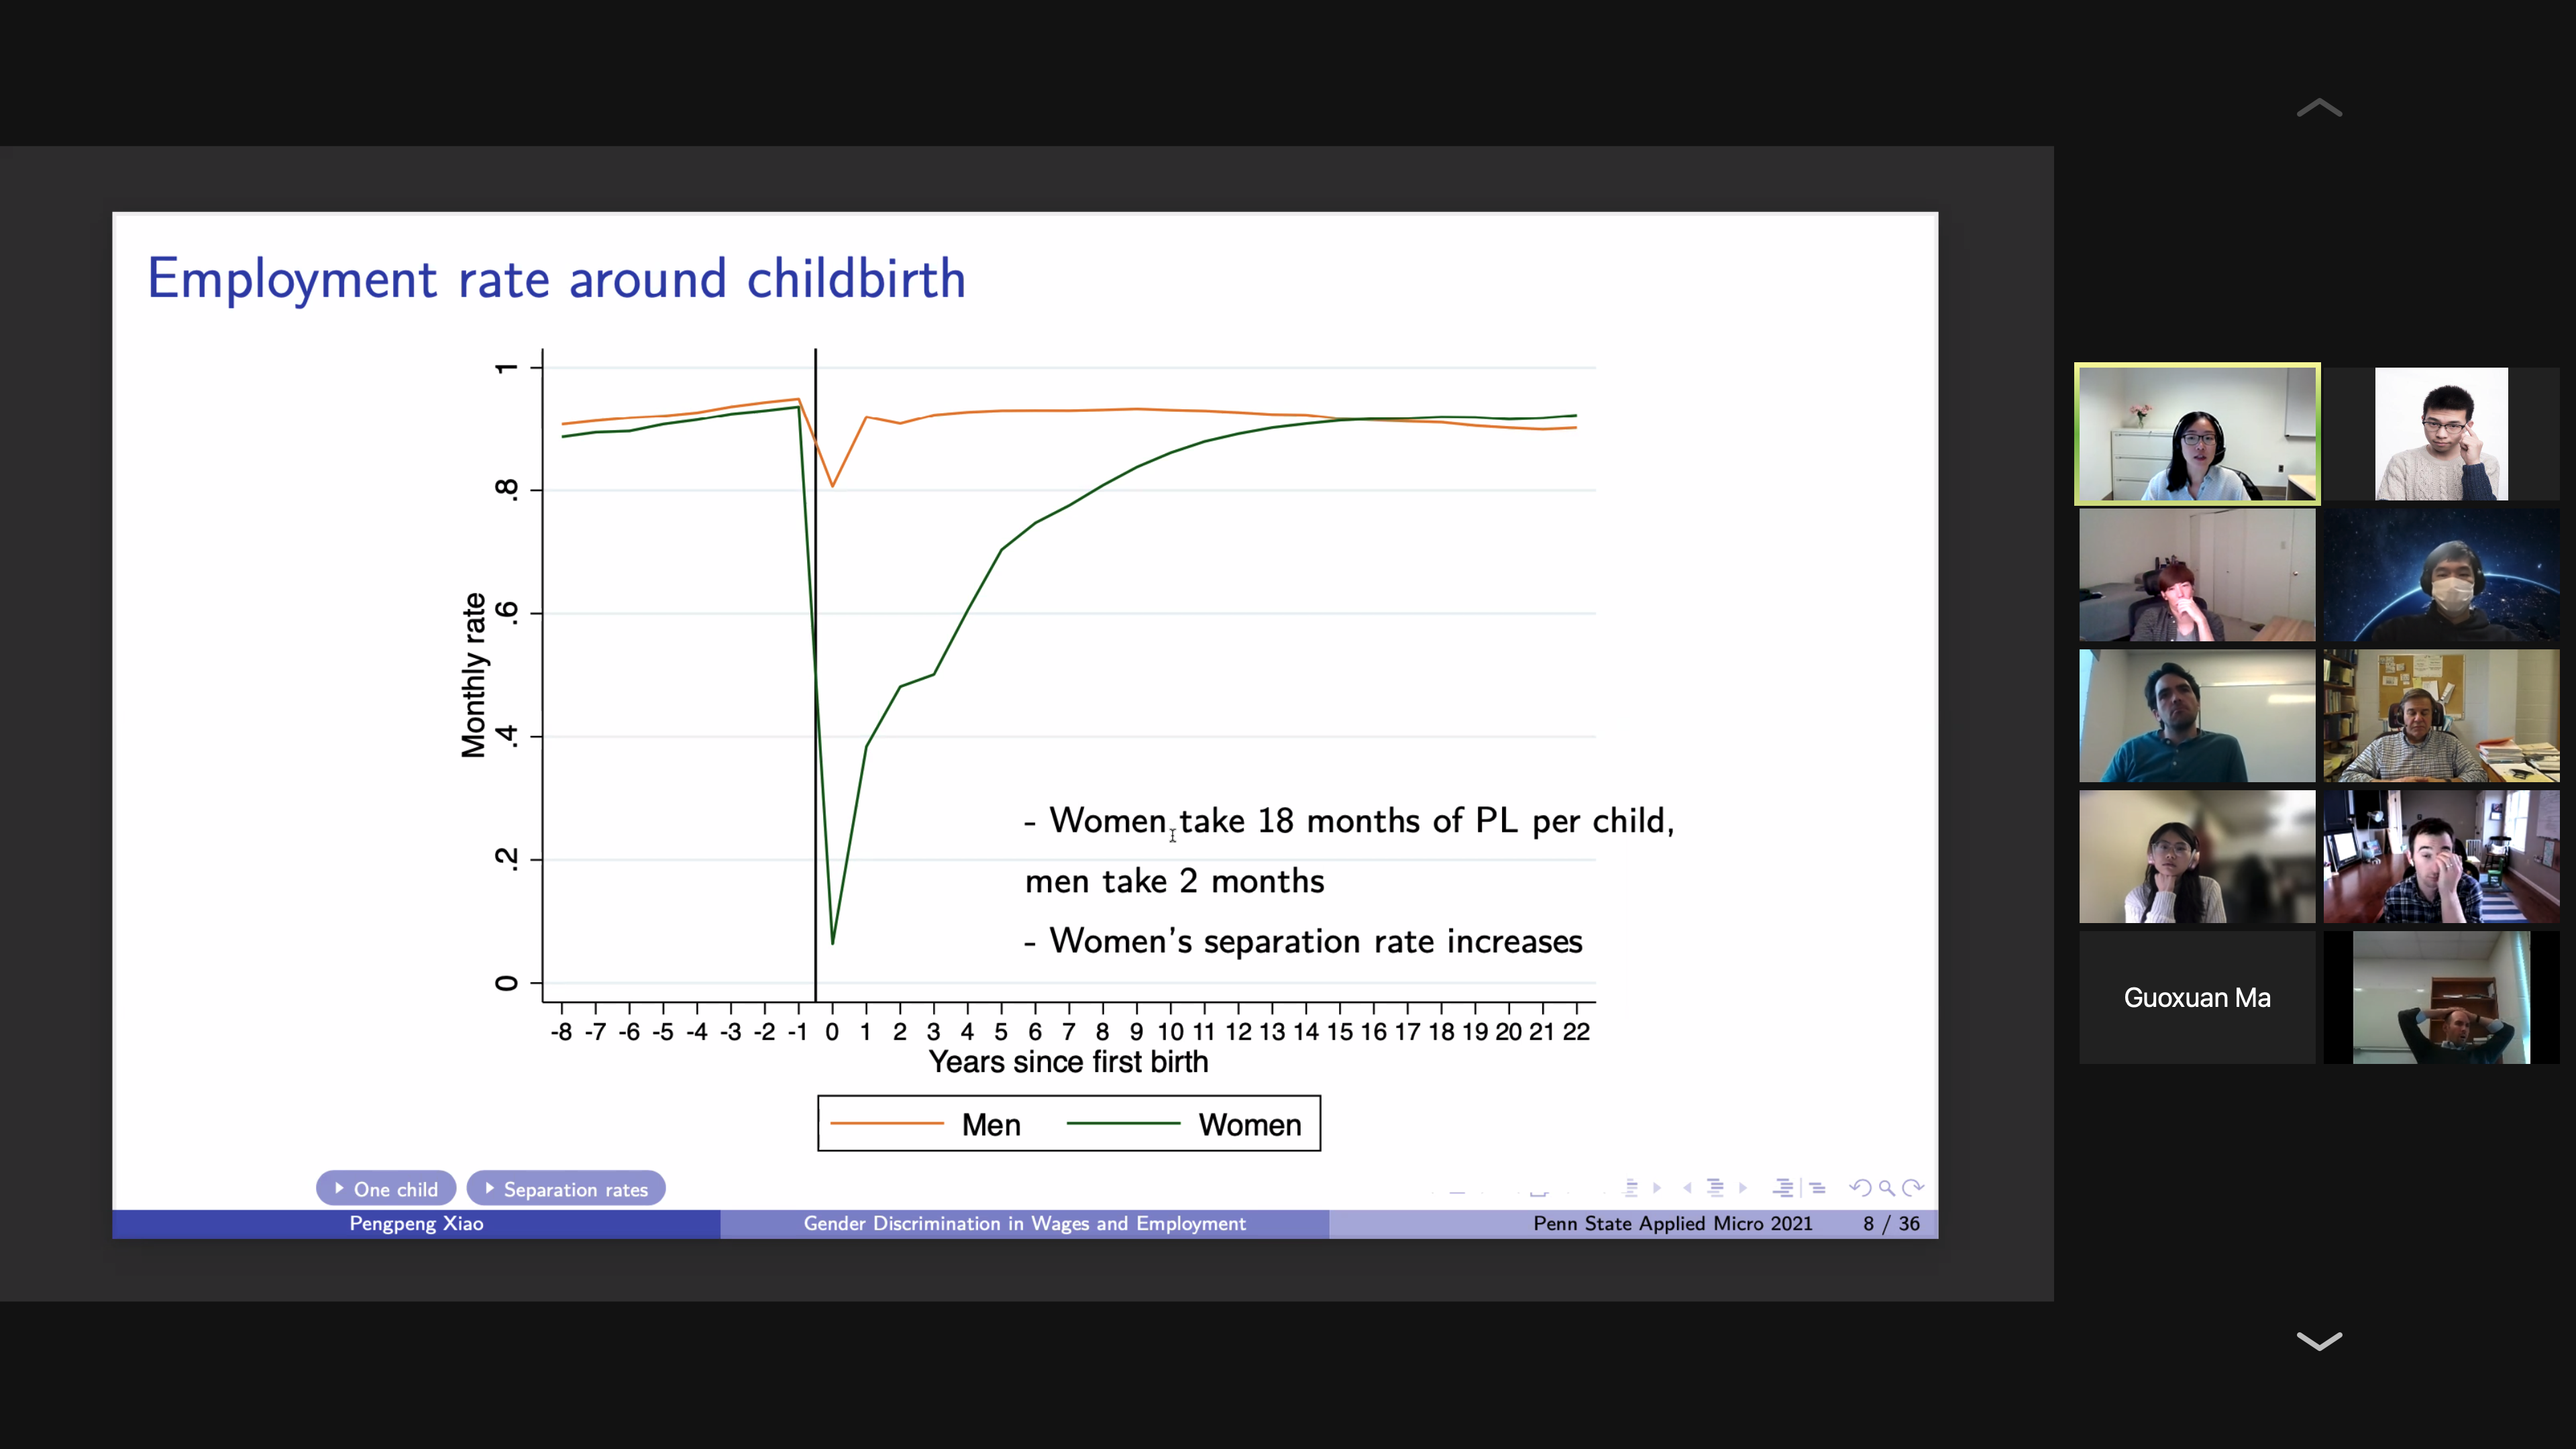 Employment rate around childbirth
1
.8
.6
.4
.2
0
Monthly rate
- Women take 18 months of PL per child,
men take 2 months
- Women's separation rate increases
-8 -7 -6 -5 -4 -3 -2 -1 0 1 2 3 4 5 6 7 8 9 10 11 12 13 14 15 16 17 18 19 20 21 22
Years since first birth
Men Women
One child Separation rates
Pengpeng Xiao Gender Discrimination in Wages and Employment Penn State Applied Micro 2021 8 / 36
Guoxuan Ma